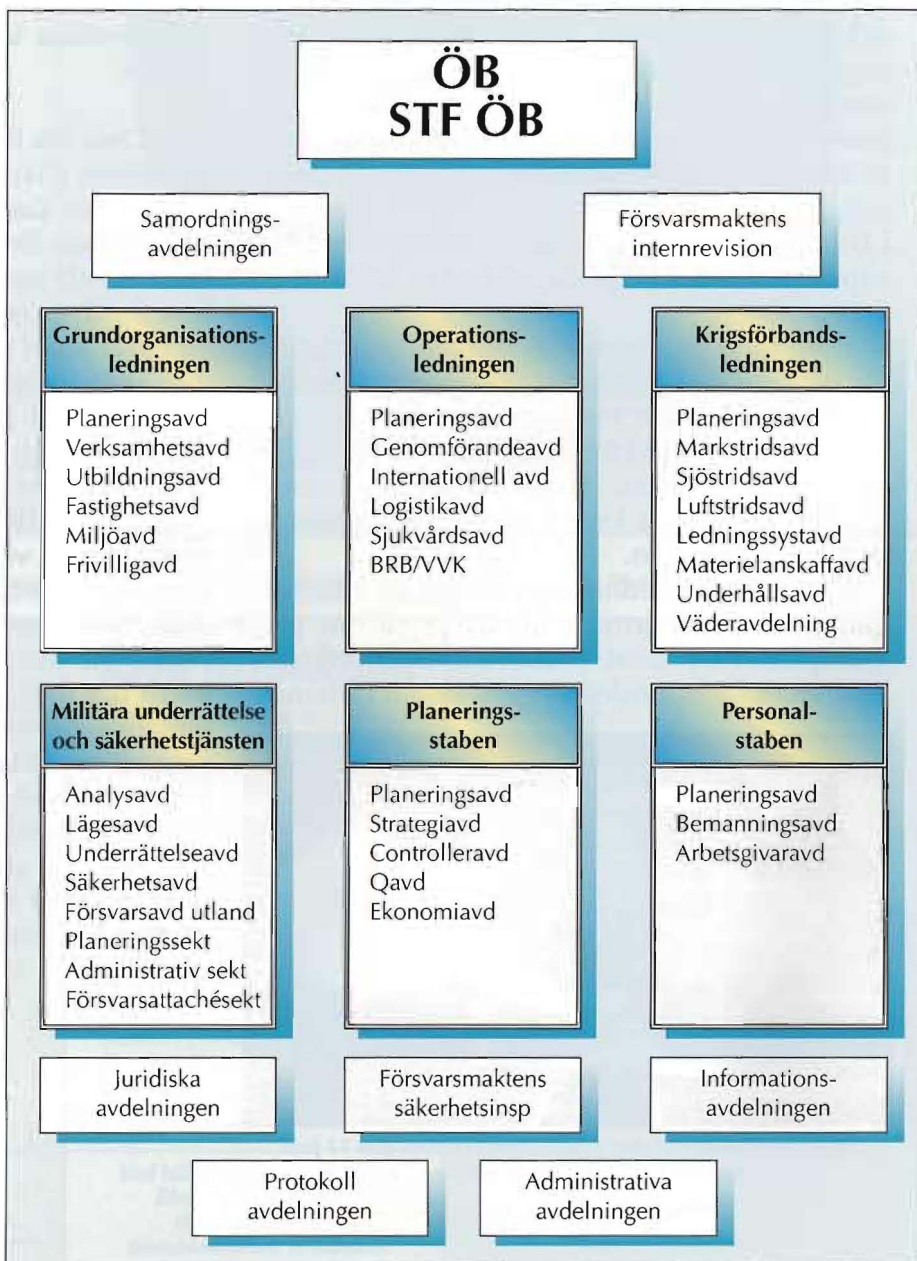 ÖB
STF ÖB
Samordnings-
avdelningen
Försvarsmaktens
internrevision
Grundorganisations-
ledningen
Planeringsavd
Verksamhetsavd
Utbildningsavd
Fastighetsavd
Miljöavd
Frivilligavd
Operations-
ledningen
Planeringsavd
Genomförandeavd
Internationell avd
Logistikavd
Sjukvårdsavd
BRB/VVK
Krigsförbands-
ledningen
Planeringsavd
Markstridsavd
Sjöstridsavd
Luftstridsavd
Ledningssystavd
Materielanskaffavd
Underhållsavd
Väderavdelning
Militära underrättelse
och säkerhetstjänsten
Analysavd
Lägesavd
Underrättelseavd
Säkerhetsavd
Försvarsavd utland
Planeringssekt
Administrativ sekt
Försvarsattachésekt
Planerings-
staben
Planeringsavd
Strategiavd
Controlleravd
Qavd
Ekonomiavd
Personal-
staben
Planeringsavd
Bemanningsavd
Arbetsgivaravd
Juridiska
avdelningen
Försvarsmaktens
säkerhetsinsp
Informations-
avdelningen
Protokoll
avdelningen
Administrativa
avdelningen